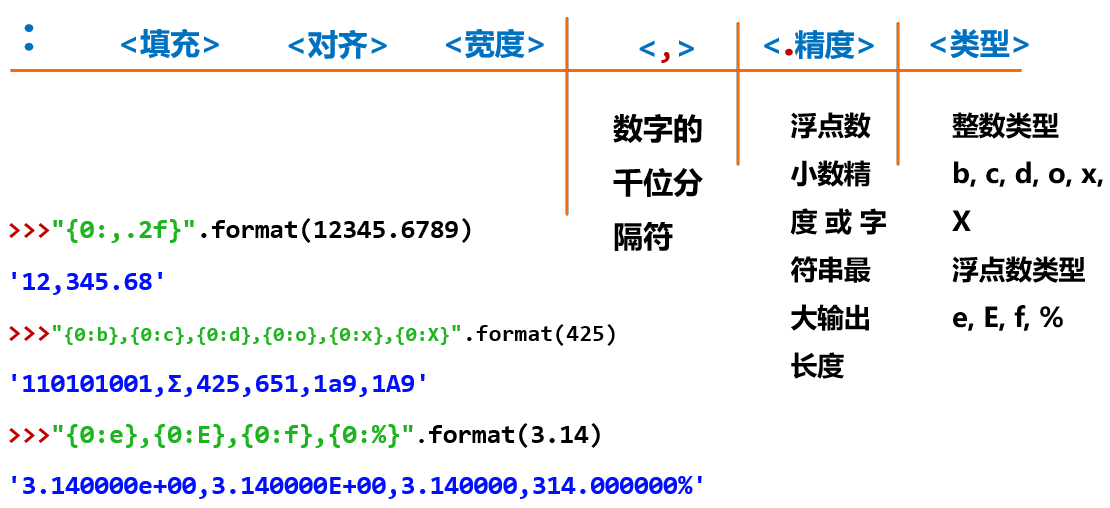 : <填充> <对齐> <宽度> <,> <.精度> <类型>
数字的
千位分
隔符
浮点数
小数精
度 或 字
符串最
大输出
长度
整数类型
b, c, d, o, x,
X
浮点数类型
e, E, f, %
>>>"{0:,.2f}".format(12345.6789)
'12,345.68'
>>>"{0:b},{0:c},{0:d},{0:o},{0:x},{0:X}".format(425)
'110101001,Σ,425,651,1a9,1A9'
>>>"{0:e},{0:E},{0:f},{0:%}".format(3.14)
'3.140000e+00,3.140000E+00,3.140000,314.000000%'